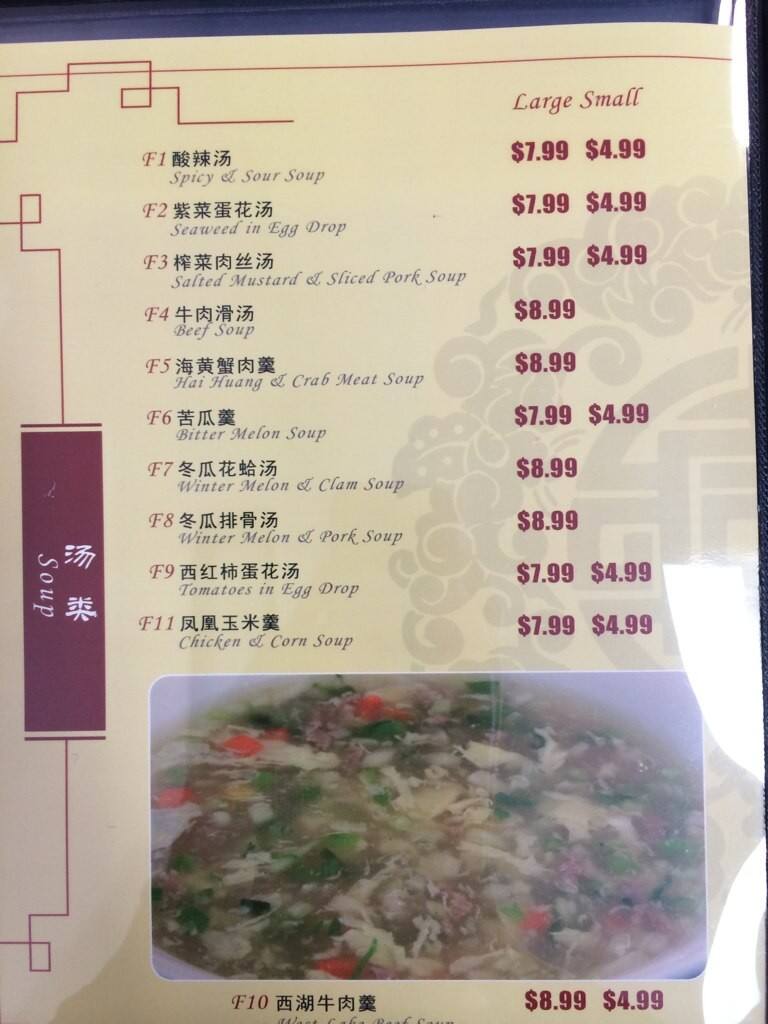 Large Small
F1 酸辣汤 $7.99 $4.99
Spicy & Sour Soup
F2 紫菜蛋花汤 $7.99 $4.99
Seaweed in Egg Drop
F3 榨菜肉丝汤 $7.99 $4.99
Salted Mustard & Sliced Pork Soup
F4 牛肉滑汤 $8.99
Beef Soup
F5 海黄蟹肉羹 $8.99
Hai Huang & Crab Meat Soup
F6 苦瓜羹 $7.99 $4.99
Bitter Melon Soup
F7 冬瓜花蛤汤 $8.99
Winter Melon & Clam Soup
F8 冬瓜排骨汤 $8.99
Winter Melon & Pork Soup
F9 西红柿蛋花汤 $7.99 $4.99
Tomatoes in Egg Drop
F11 凤凰玉米羹 $7.99 $4.99
Chicken & Corn Soup
汤类
Soup
F10 西湖牛肉羹 $8.99 $4.99
West Lake Beef Soup